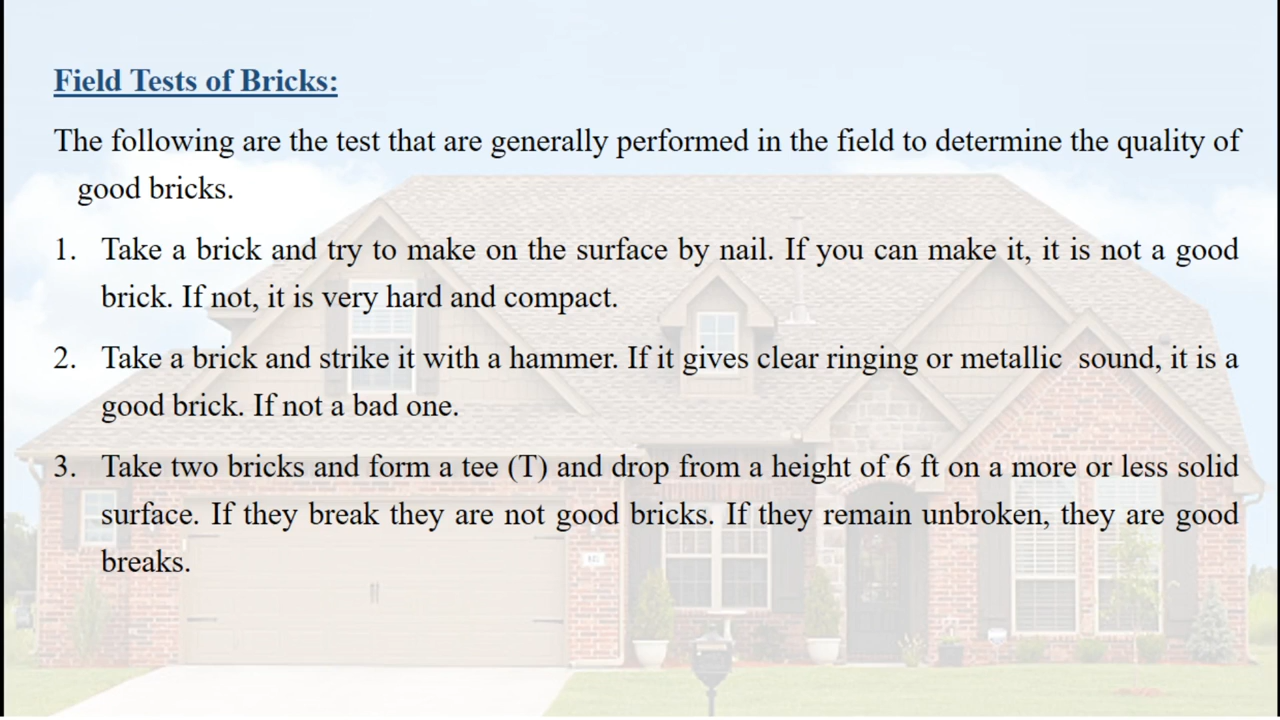 Field Tests of Bricks:
The following are the test that are generally performed in the field to determine the quality of
good bricks.
1. Take a brick and try to make on the surface by nail. If you can make it, it is not a good
brick. If not, it is very hard and compact.
2. Take a brick and strike it with a hammer. If it gives clear ringing or metallic  sound, it is a
good brick. If not a bad one.
3. Take two bricks and form a tee (T) and drop from a height of 6 ft on a more or less solid
surface. If they break they are not good bricks. If they remain unbroken, they are good
breaks.